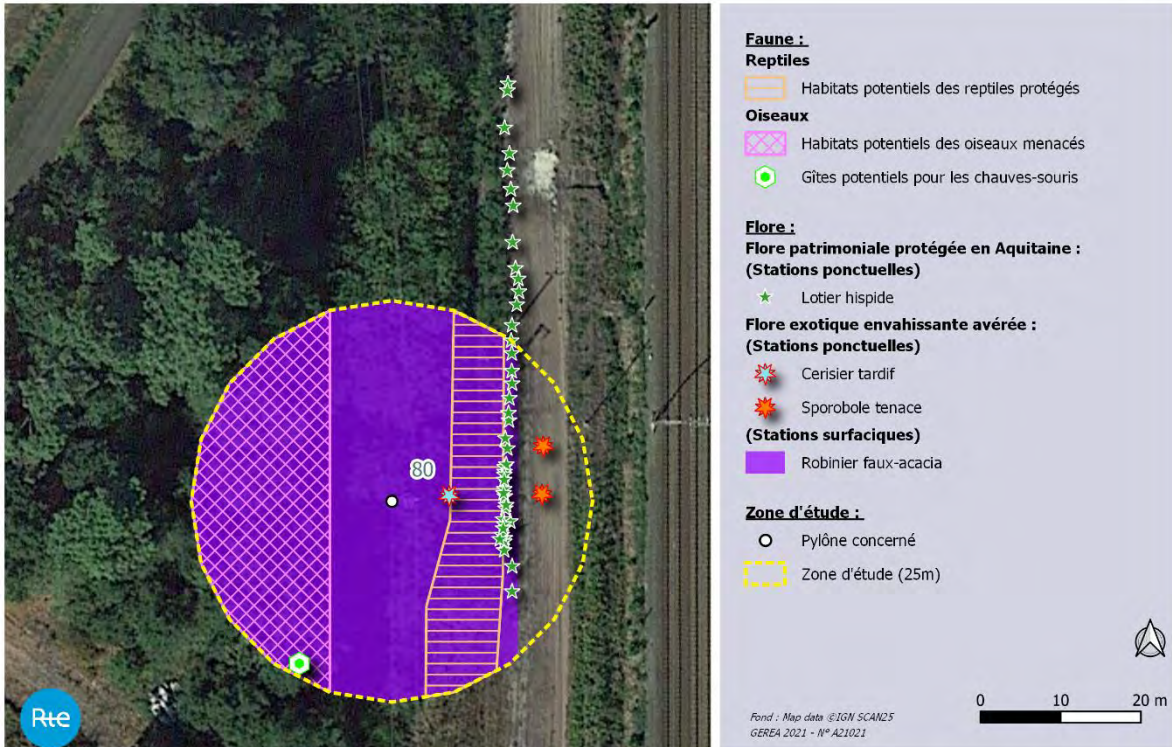 80
Rte
Faune :
Reptiles
Habitats potentiels des reptiles protégés
Oiseaux
Habitats potentiels des oiseaux menacés
Gîtes potentiels pour les chauves-souris
Flore :
Flore patrimoniale protégée en Aquitaine :
(Stations ponctuelles)
Lotier hispide
Flore exotique envahissante avérée :
(Stations ponctuelles)
Cerisier tardif
Sporobole tenace
(Stations surfaciques)
Robinier faux-acacia
Zone d'étude :
Pylône concerné
Zone d'étude (25m)
0 10 20 m
Fond : Map data ©IGN SCAN25
GEREA 2021 - N° A21021